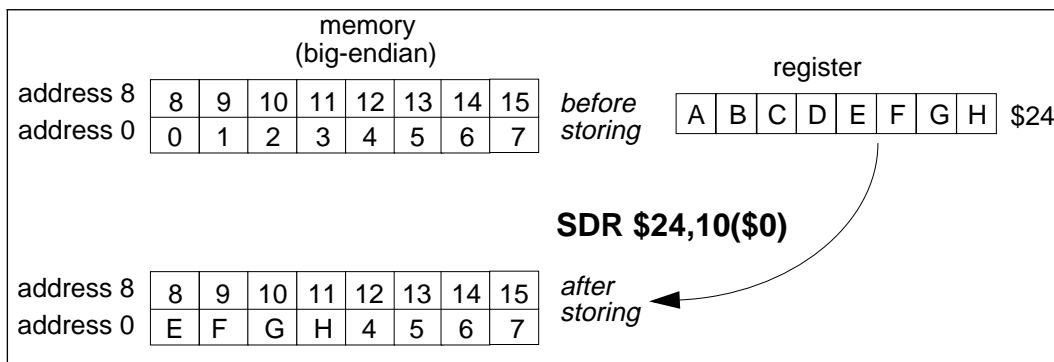 memory
(big-endian)
register
address 8 8 9 10 11 12 13 14 15 before
address 0 0 1 2 3 4 5 6 7 storing
A B C D E F G H $24
SDR $24,10($0)
address 8 8 9 10 11 12 13 14 15 after
address 0 E F G H 4 5 6 7 storing